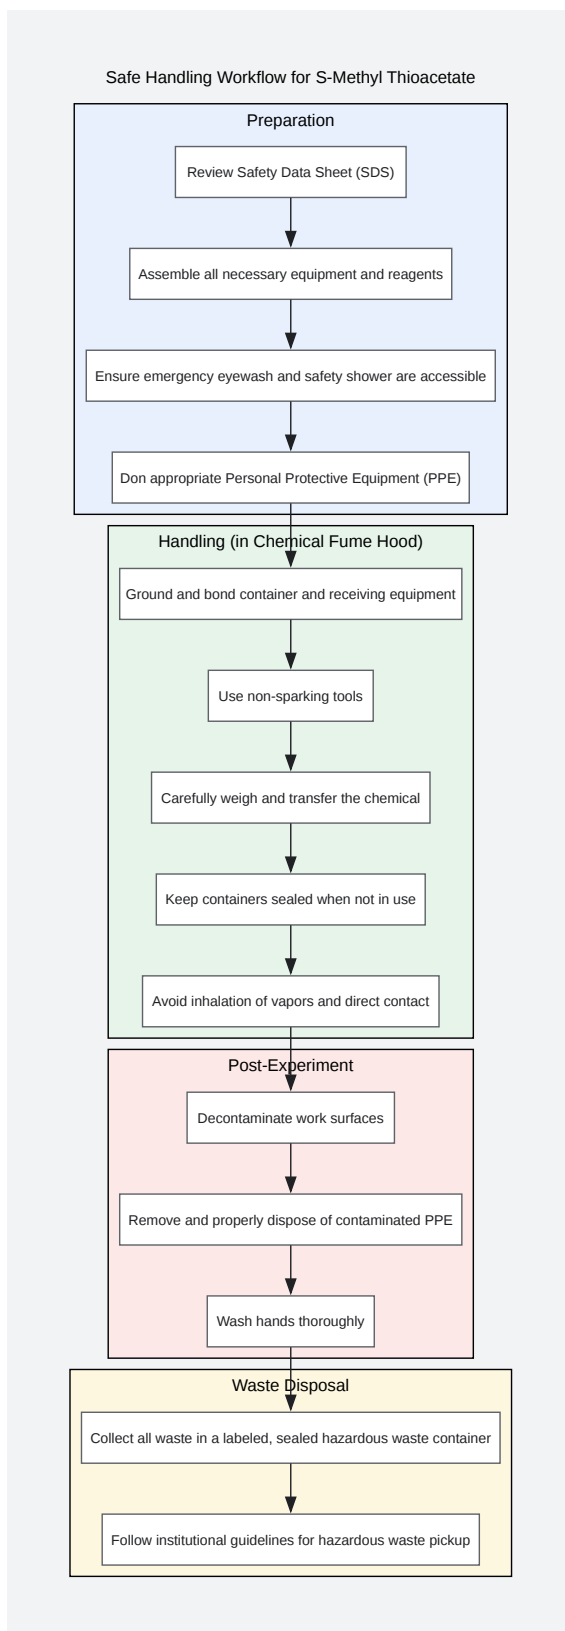 Safe Handling Workflow for S-Methyl Thioacetate
Preparation
Review Safety Data Sheet (SDS)
Assemble all necessary equipment and reagents
Ensure emergency eyewash and safety shower are accessible
Don appropriate Personal Protective Equipment (PPE)
Handling (in Chemical Fume Hood)
Ground and bond container and receiving equipment
Use non-sparking tools
Carefully weigh and transfer the chemical
Keep containers sealed when not in use
Avoid inhalation of vapors and direct contact
Post-Experiment
Decontaminate work surfaces
Remove and properly dispose of contaminated PPE
Wash hands thoroughly
Waste Disposal
Collect all waste in a labeled, sealed hazardous waste container
Follow institutional guidelines for hazardous waste pickup